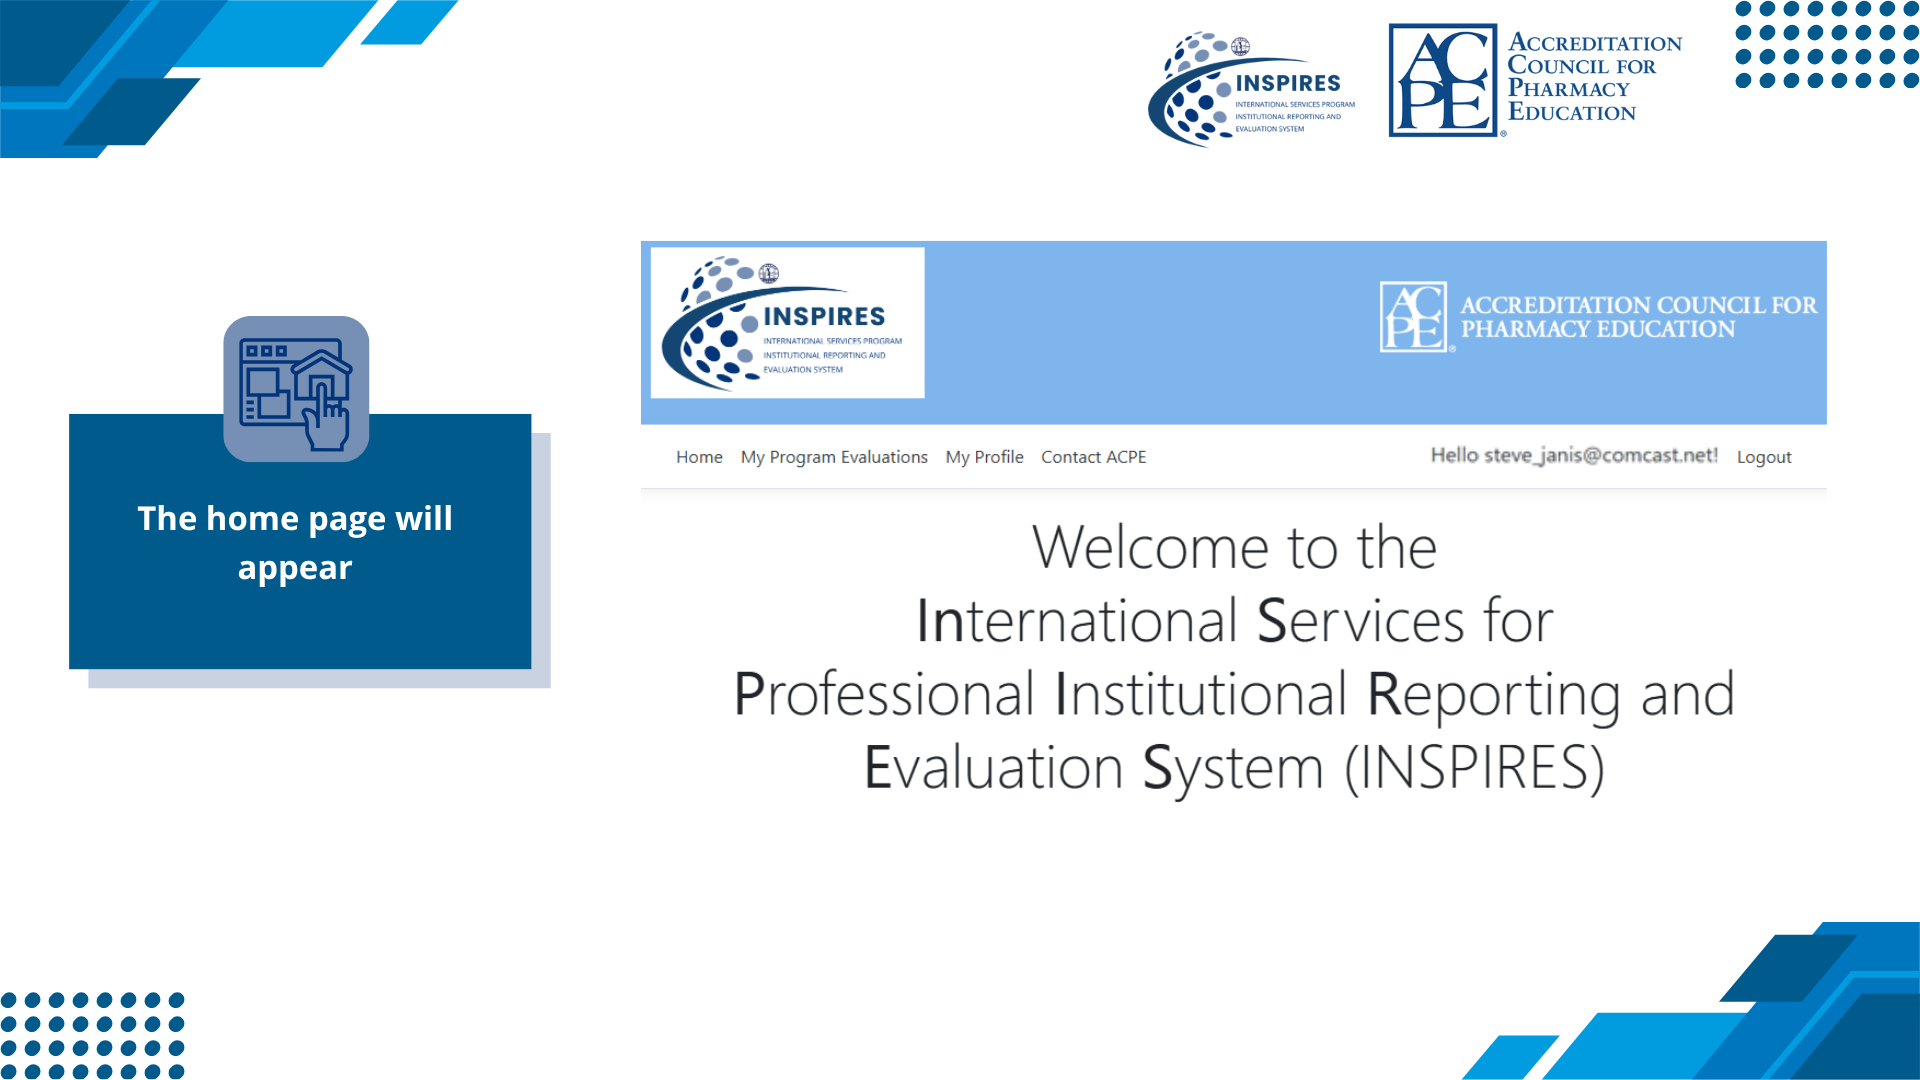 INSPIRES
INTERNATIONAL SERVICES PROGRAM
INSTITUTIONAL REPORTING AND
EVALUATION SYSTEM
ACPE
®
ACCREDITATION
COUNCIL FOR
PHARMACY
EDUCATION
The home page will
appear
INSPIRES
INTERNATIONAL SERVICES PROGRAM
INSTITUTIONAL REPORTING AND
EVALUATION SYSTEM
ACPE
®
ACCREDITATION COUNCIL FOR
PHARMACY EDUCATION
Home My Program Evaluations My Profile Contact ACPE Hello steve_janis@comcast.net! Logout
Welcome to the
International Services for
Professional Institutional Reporting and
Evaluation System (INSPIRES)